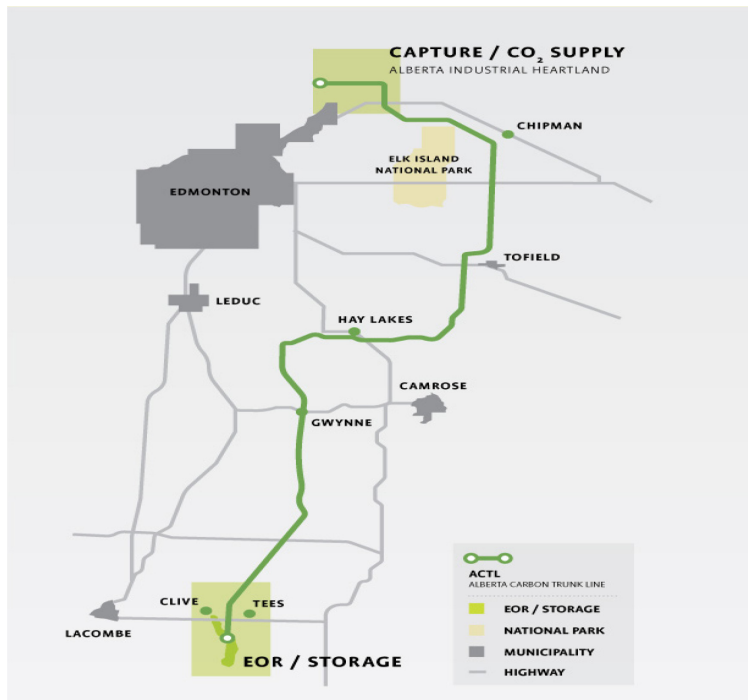 CAPTURE / CO₂ SUPPLY
ALBERTA INDUSTRIAL HEARTLAND
CHIPMAN
ELK ISLAND
NATIONAL PARK
EDMONTON
TOFIELD
LEDUC
HAY LAKES
CAMROSE
GWYNNE
CLIVE
TEES
LACOMBE
EOR / STORAGE
ACTL
ALBERTA CARBON TRUNK LINE
EOR / STORAGE
NATIONAL PARK
MUNICIPALITY
HIGHWAY